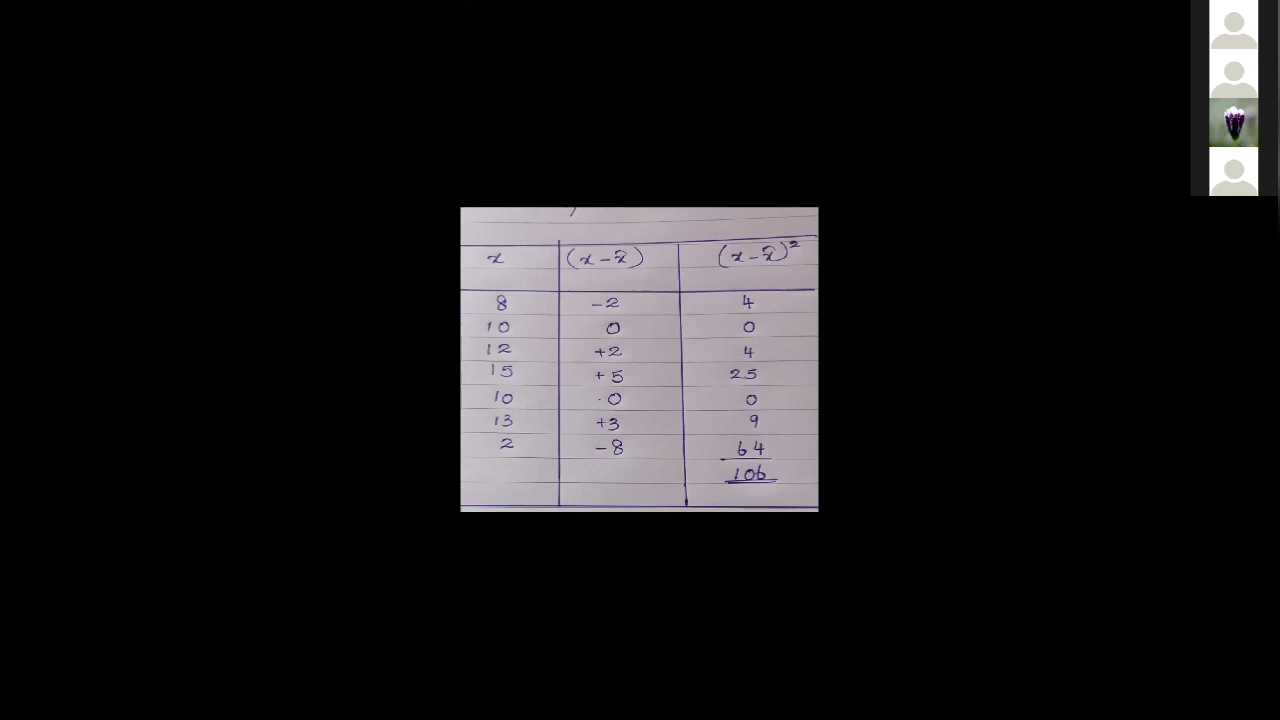 x (x - x̄) (x - x̄)²
8 -2 4
10 0 0
12 +2 4
15 +5 25
10 0 0
13 +3 9
2 -8 64
106